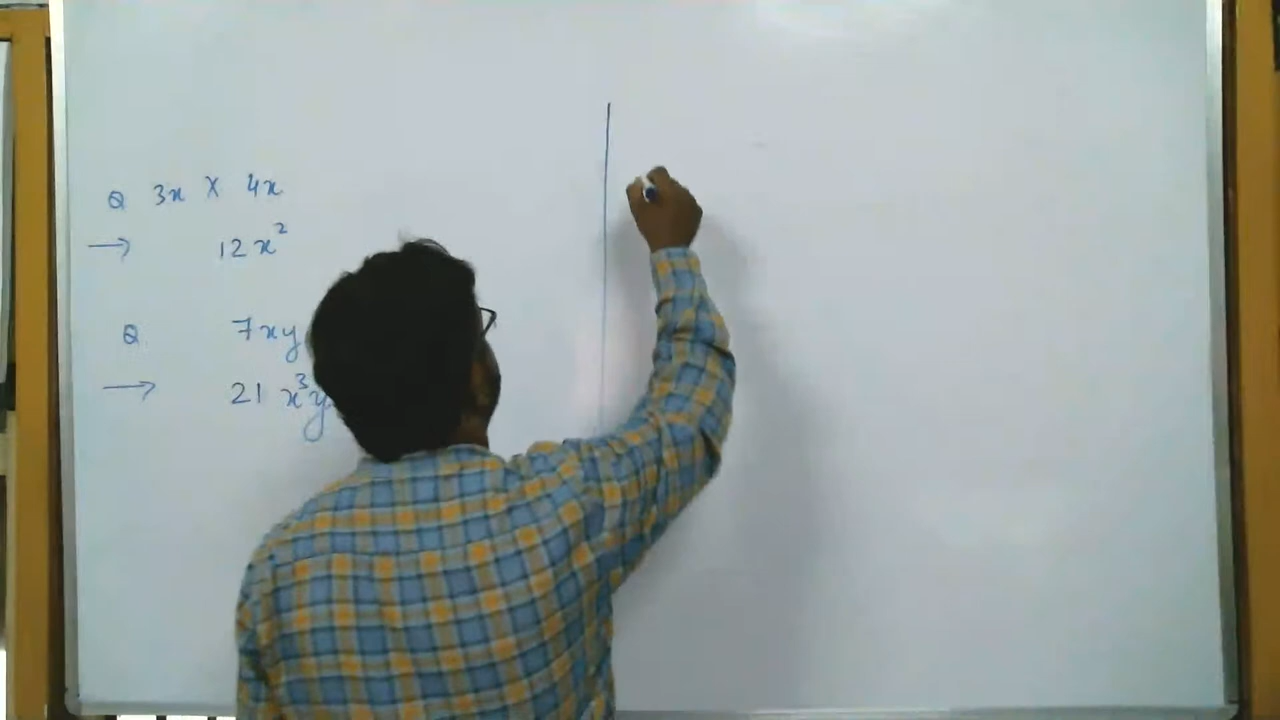 Q 3x X 4x
→ 12x²
Q. 7xy
→ 21 x³y